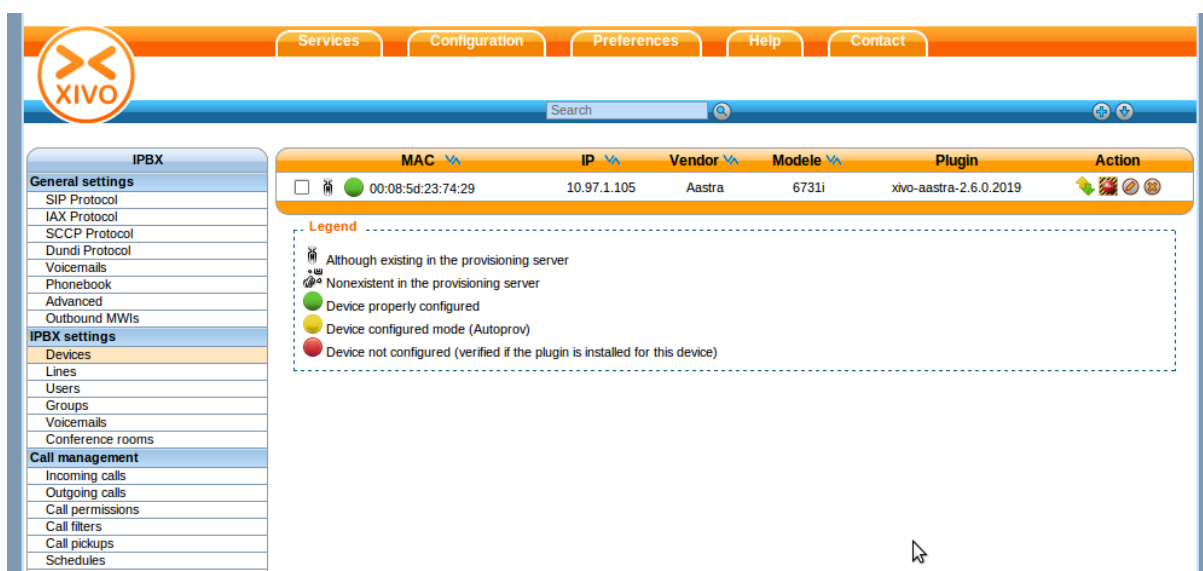 Services Configuration Preferences Help Contact
XIVO
Search
IPBX
General settings
SIP Protocol
IAX Protocol
SCCP Protocol
Dundi Protocol
Voicemails
Phonebook
Advanced
Outbound MWIs
IPBX settings
Devices
Lines
Users
Groups
Voicemails
Conference rooms
Call management
Incoming calls
Outgoing calls
Call permissions
Call filters
Call pickups
Schedules
MAC IP Vendor Modele Plugin Action
00:08:5d:23:74:29 10.97.1.105 Aastra 6731i xivo-aastra-2.6.0.2019
Legend
Although existing in the provisioning server
Nonexistent in the provisioning server
Device properly configured
Device configured mode (Autoprov)
Device not configured (verified if the plugin is installed for this device)